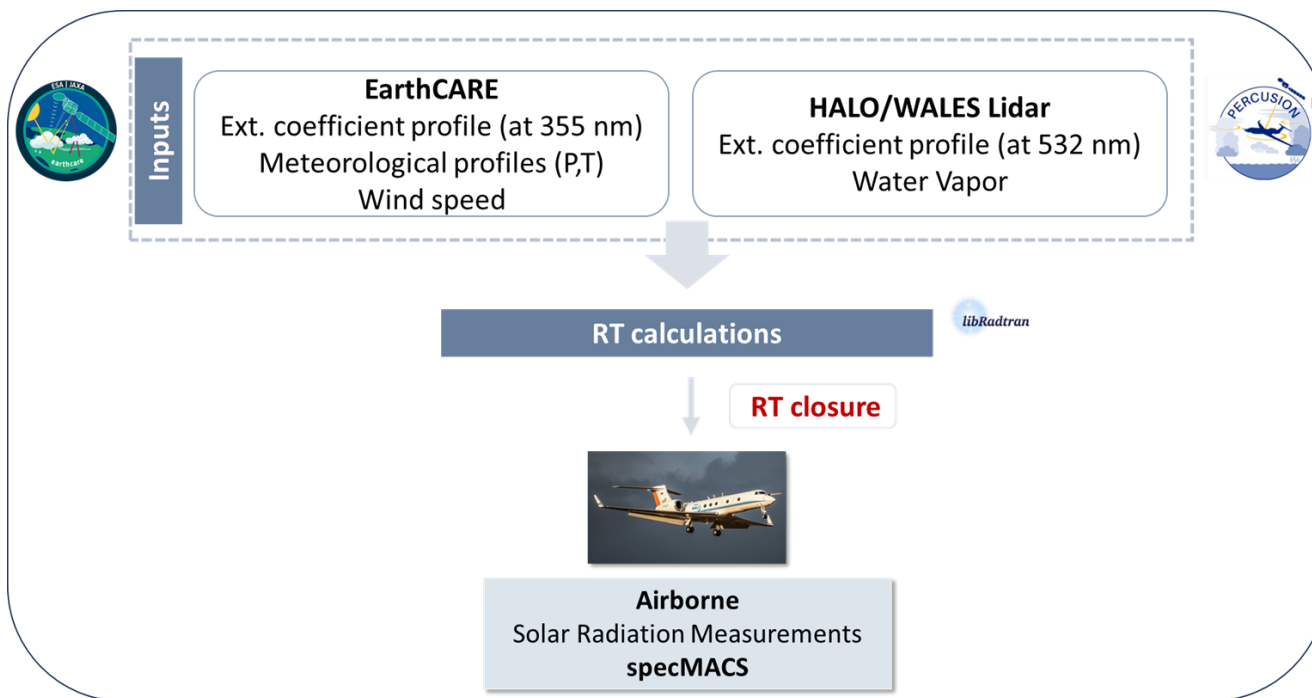 Inputs
EarthCARE
Ext. coefficient profile (at 355 nm)
Meteorological profiles (P,T)
Wind speed
HALO/WALES Lidar
Ext. coefficient profile (at 532 nm)
Water Vapor
ESA | JAXA
earthcare
PERCUSION
RT calculations
libRadtran
RT closure
Airborne
Solar Radiation Measurements
specMACS